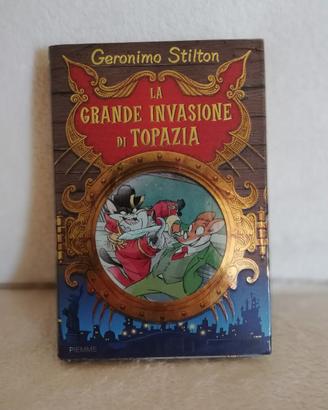 Geronimo Stilton
LA
GRANDE INVASIONE
DI TOPAZIA
PIEMME